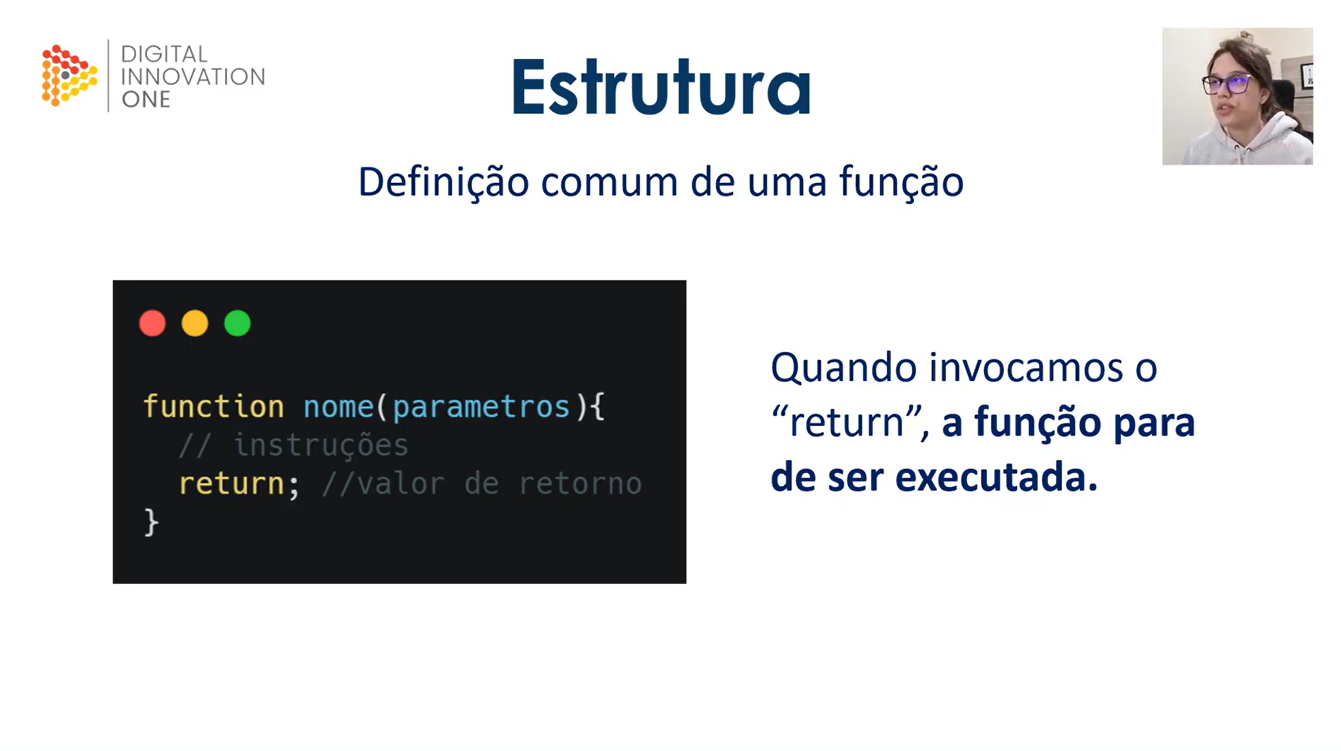 DIGITAL
INNOVATION
ONE
Estrutura
Definição comum de uma função
function nome(parametros){
// instruções
return; //valor de retorno
}
Quando invocamos o
“return”, a função para
de ser executada.